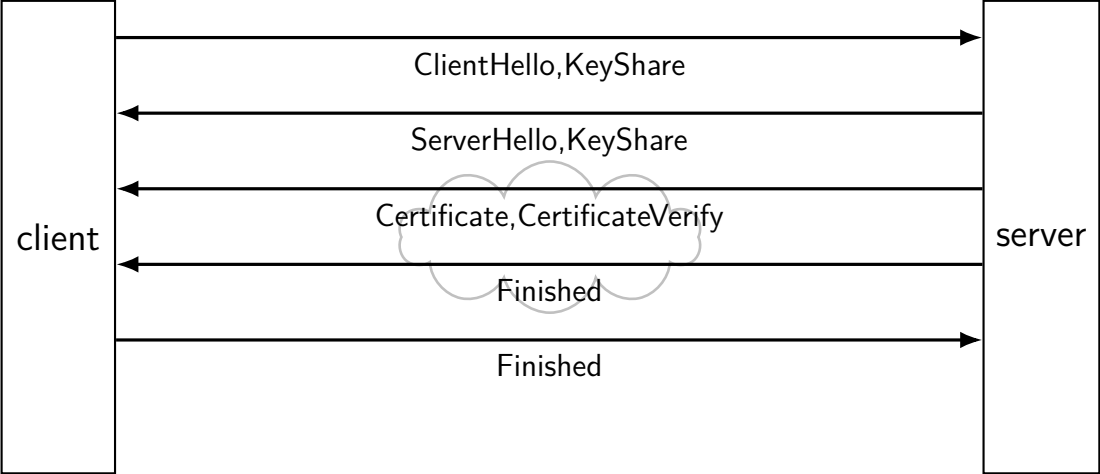 ClientHello,KeyShare
ServerHello,KeyShare
Certificate,CertificateVerify
client
server
Finished
Finished